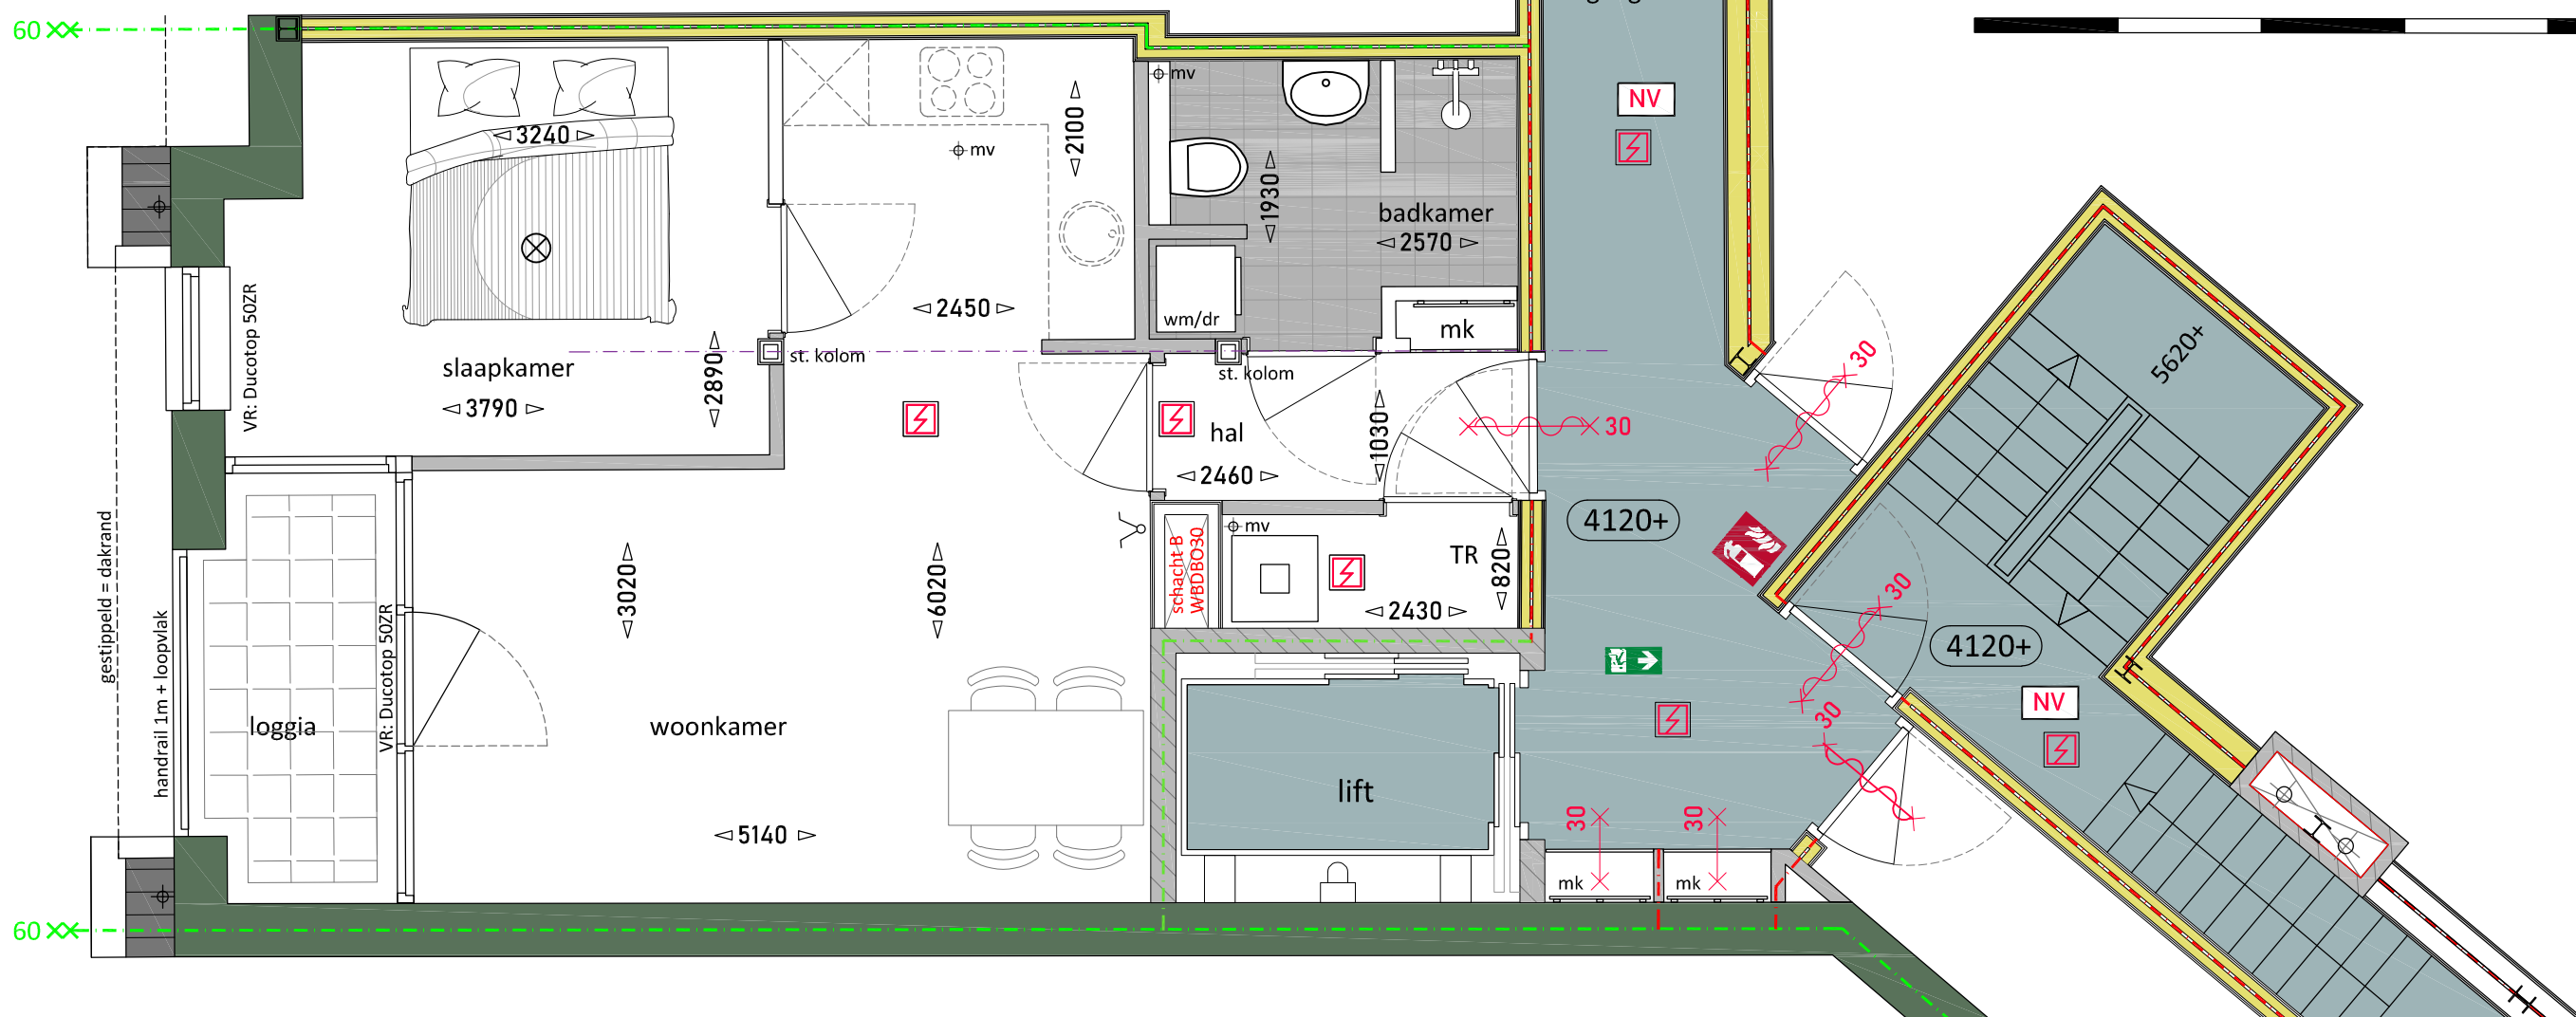 60
NV
mv
3240
2100
mv
1930
badkamer
2570
VR: Ducotop 50ZR
2450
wm/dr
mk
5620+
slaapkamer
2890
st. kolom
st. kolom
30
3790
hal
1030
30
2460
4120+
gestippeld = dakrand
handrail 1m + loopvlak
3020
6020
schacht B
WBDBO30
mv
TR
820
2430
30
4120+
VR: Ducotop 50ZR
loggia
woonkamer
NV
30
lift
5140
30
30
mk
mk
60